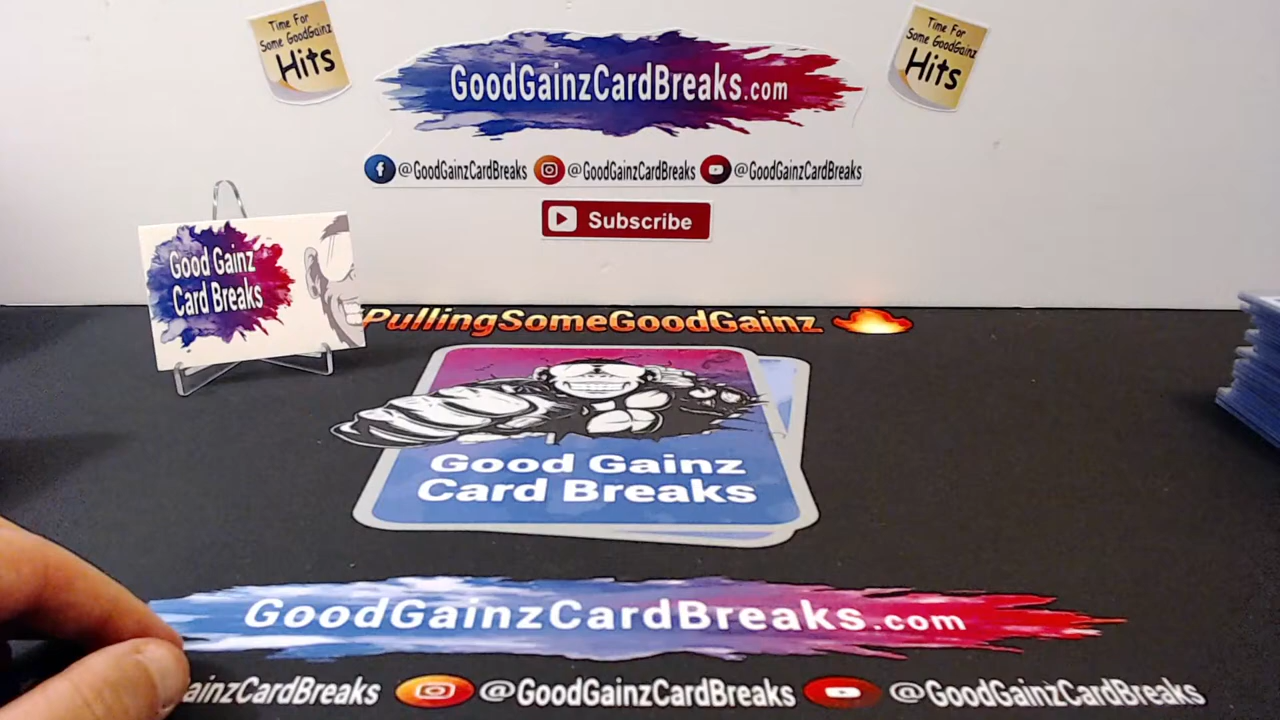 Time For
Some GoodGainz
Hits
GoodGainzCardBreaks.com
Time For
Some GoodGainz
Hits
@GoodGainzCardBreaks @GoodGainzCardBreaks @GoodGainzCardBreaks
Subscribe
Good Gainz
Card Breaks
PullingSomeGoodGainz
Good Gainz
Card Breaks
GoodGainzCardBreaks.com
ainzCardBreaks @GoodGainzCardBreaks @GoodGainzCardBreaks